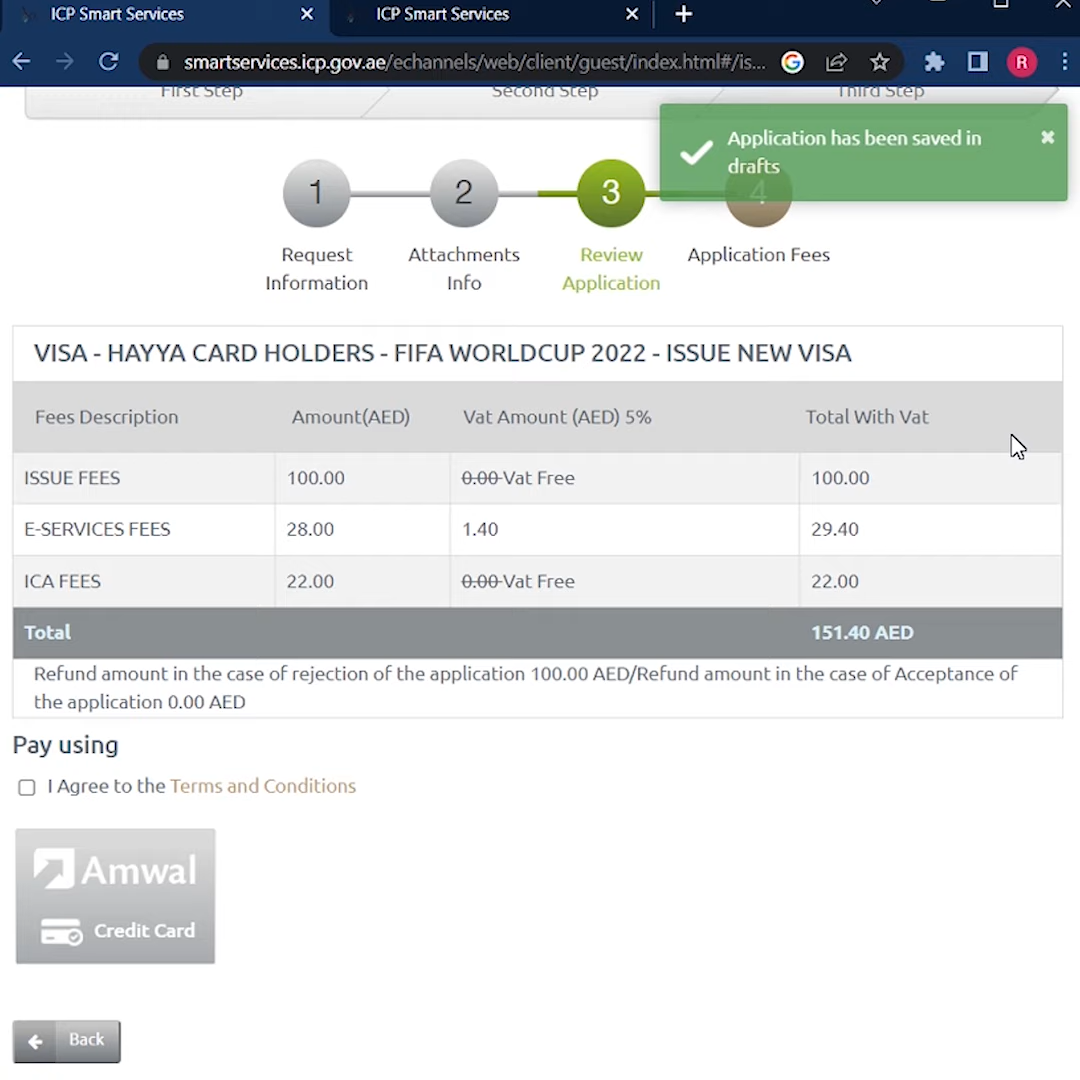 ICP Smart Services
ICP Smart Services
smartservices.icp.gov.ae/echannels/web/client/guest/index.html#/is...
R
First Step
Second Step
Third Step
Application has been saved in
drafts
1
2
3
4
Request
Information
Attachments
Info
Review
Application
Application Fees
VISA - HAYYA CARD HOLDERS - FIFA WORLDCUP 2022 - ISSUE NEW VISA
Fees Description Amount(AED) Vat Amount (AED) 5% Total With Vat
ISSUE FEES 100.00 0.00 Vat Free 100.00
E-SERVICES FEES 28.00 1.40 29.40
ICA FEES 22.00 0.00 Vat Free 22.00
Total 151.40 AED
Refund amount in the case of rejection of the application 100.00 AED/Refund amount in the case of Acceptance of
the application 0.00 AED
Pay using
I Agree to the Terms and Conditions
Amwal
Credit Card
Back